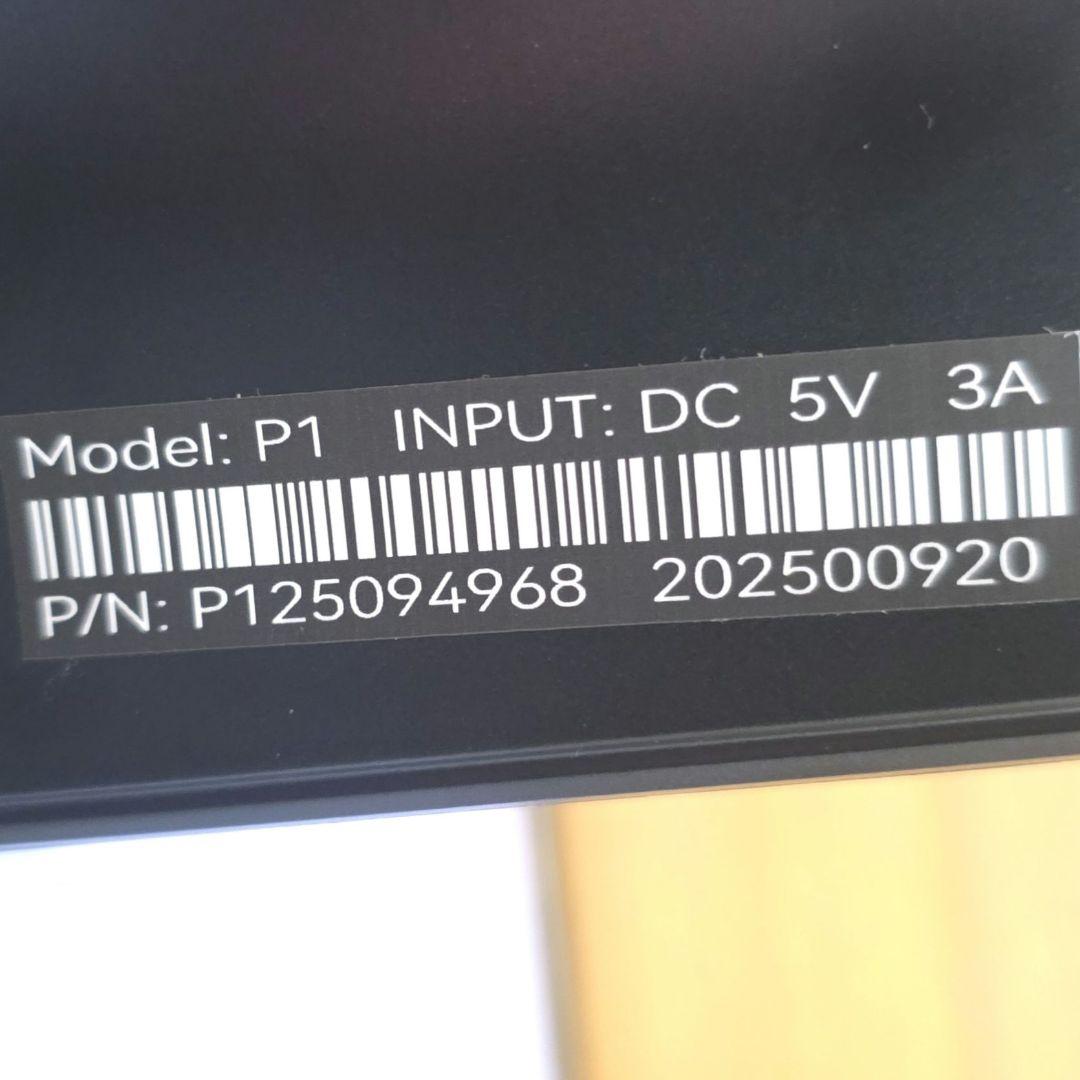 Model: P1 INPUT: DC 5V 3A
P/N: P125094968 202500920